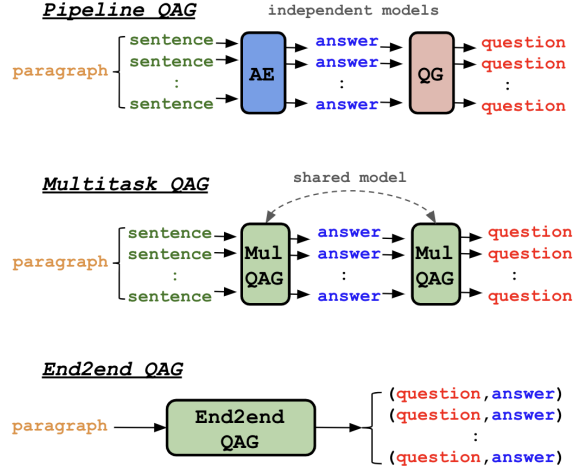 Pipeline QAG
independent models
paragraph
sentence
sentence
:
sentence
AE
answer
answer
:
answer
QG
question
question
:
question
Multitask QAG
shared model
paragraph
sentence
sentence
:
sentence
Mul
QAG
answer
answer
:
answer
Mul
QAG
question
question
:
question
End2end QAG
paragraph
End2end
QAG
(question,answer)
(question,answer)
:
(question,answer)